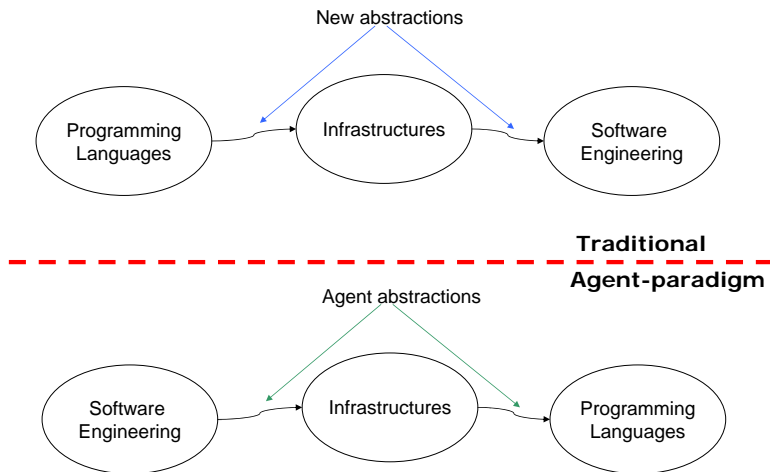 New abstractions
Programming
Languages
Infrastructures
Software
Engineering
Traditional
Agent-paradigm
Agent abstractions
Software
Engineering
Infrastructures
Programming
Languages